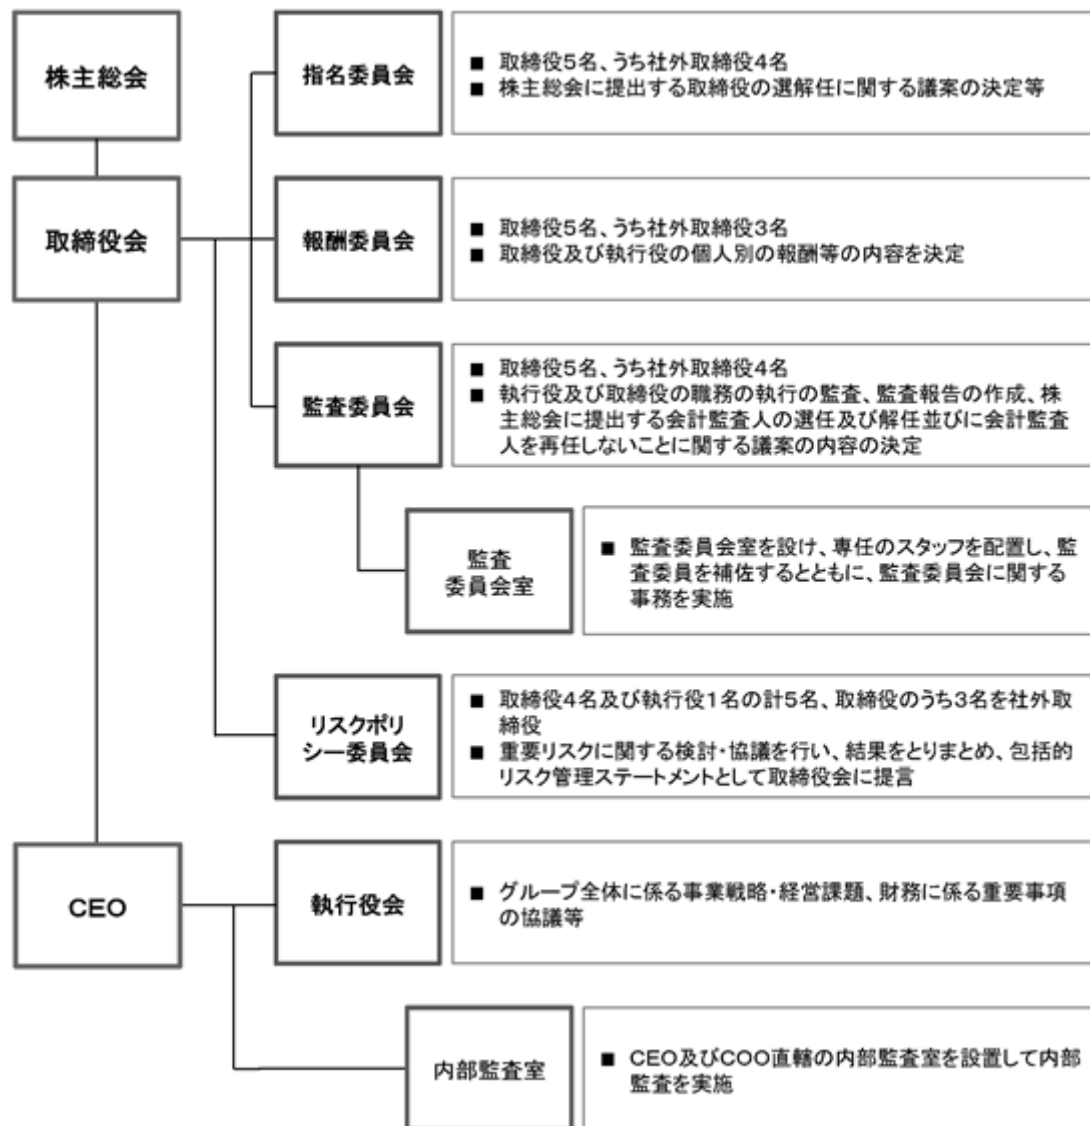 株主総会
指名委員会
■ 取締役5名、うち社外取締役4名
■ 株主総会に提出する取締役の選解任に関する議案の決定等
取締役会
報酬委員会
■ 取締役5名、うち社外取締役3名
■ 取締役及び執行役の個人別の報酬等の内容を決定
監査委員会
■ 取締役5名、うち社外取締役4名
■ 執行役及び取締役の職務の執行の監査、監査報告の作成、株
主総会に提出する会計監査人の選任及び解任並びに会計監査
人を再任しないことに関する議案の内容の決定
監査
委員会室
■ 監査委員会室を設け、専任のスタッフを配置し、監
査委員を補佐するとともに、監査委員会に関する
事務を実施
リスクポリ
シー委員会
■ 取締役4名及び執行役1名の計5名、取締役のうち3名を社外取
締役
■ 重要リスクに関する検討・協議を行い、結果をとりまとめ、包括的
リスク管理ステートメントとして取締役会に提言
CEO
執行役会
■ グループ全体に係る事業戦略・経営課題、財務に係る重要事項
の協議等
内部監査室
■ CEO及びCOO直轄の内部監査室を設置して内部
監査を実施